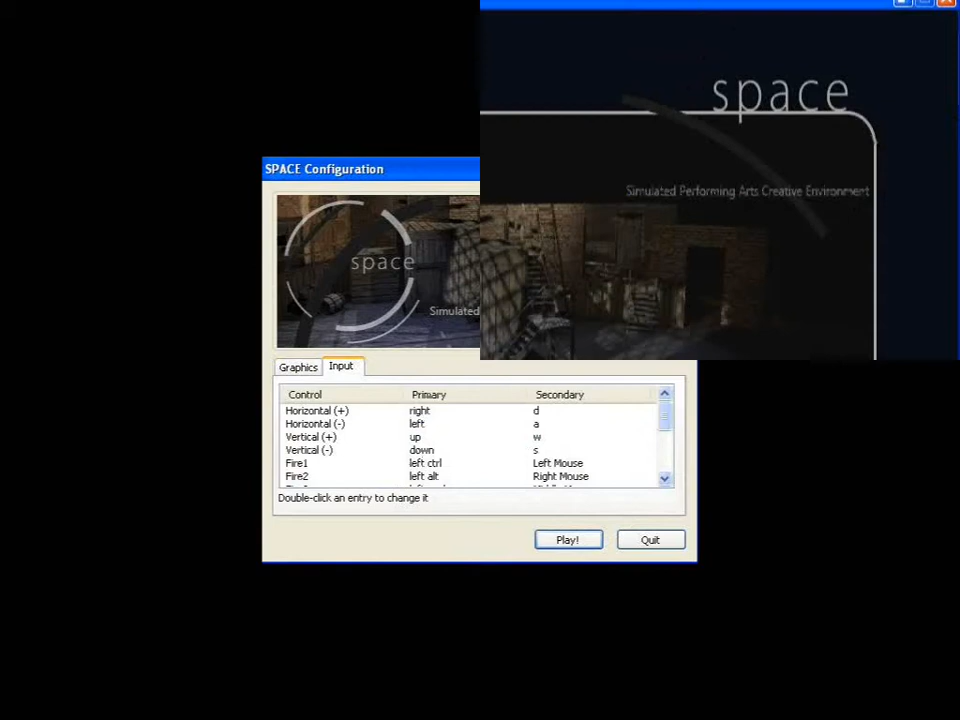 space
Simulated Performing Arts Creative Environment
SPACE Configuration
space
Simulated
Graphics
Input
Control Primary Secondary
Horizontal (+) right d
Horizontal (-) left a
Vertical (+) up w
Vertical (-) down s
Fire1 left ctrl Left Mouse
Fire2 left alt Right Mouse
Double-click an entry to change it
Play!
Quit